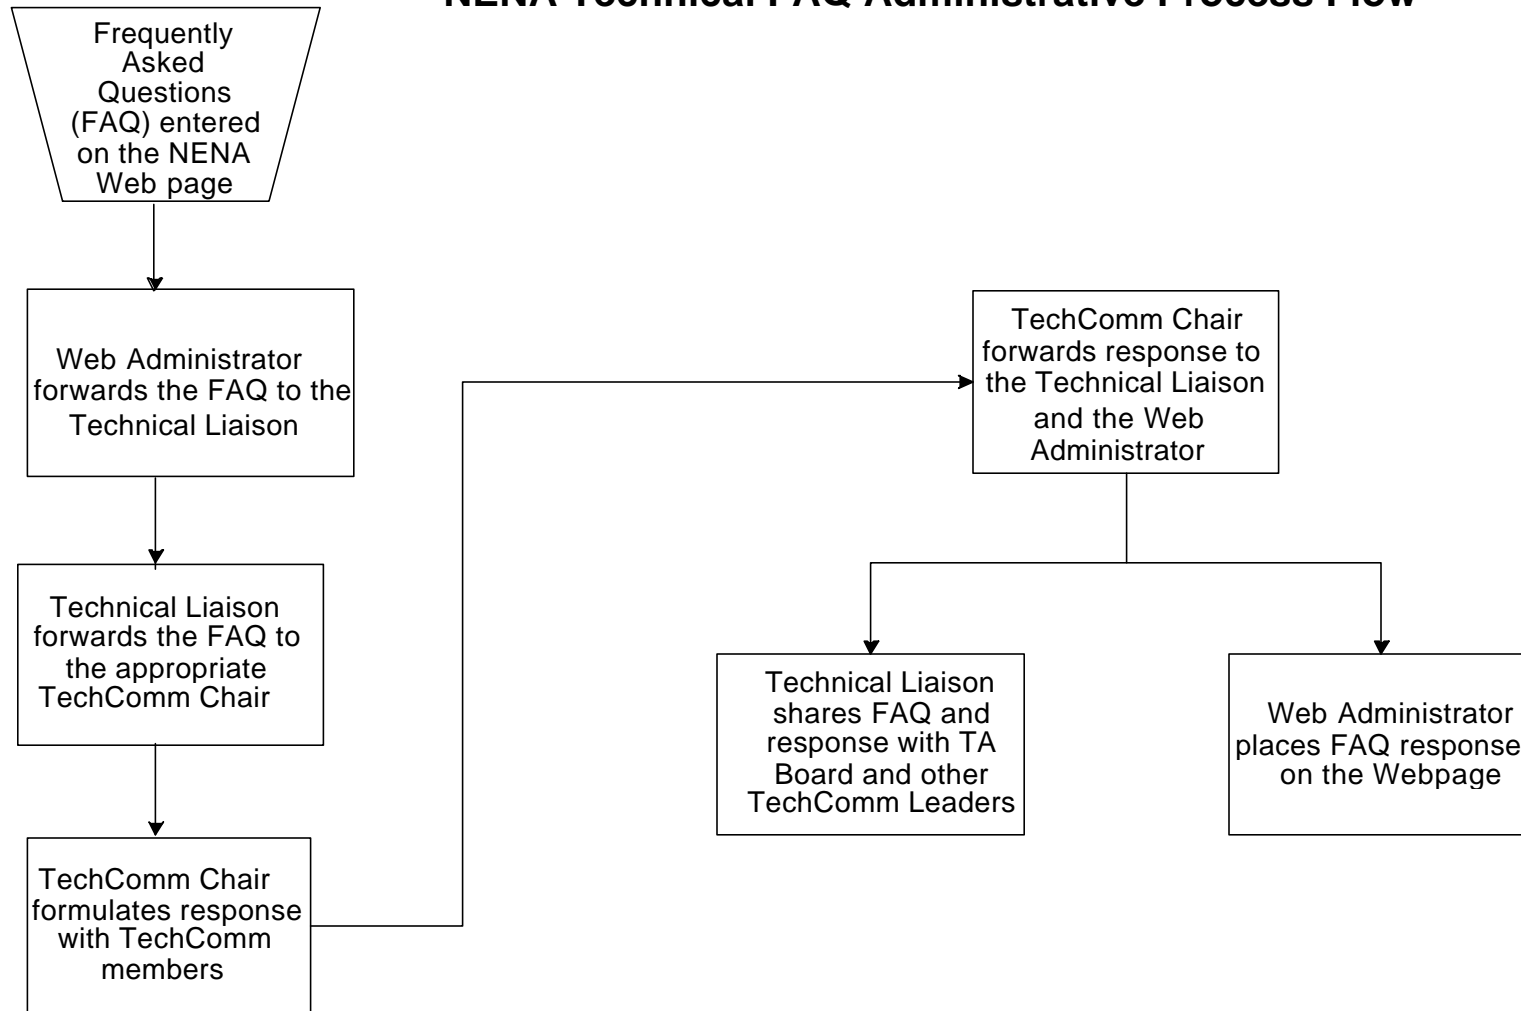 NENA Technical FAQ Administrative Process Flow
Frequently
Asked
Questions
(FAQ) entered
on the NENA
Web page
Web Administrator
forwards the FAQ to the
Technical Liaison
Technical Liaison
forwards the FAQ to
the appropriate
TechComm Chair
TechComm Chair
formulates response
with TechComm
members
TechComm Chair
forwards response to
the Technical Liaison
and the Web
Administrator
Technical Liaison
shares FAQ and
response with TA
Board and other
TechComm Leaders
Web Administrator
places FAQ response
on the Webpage